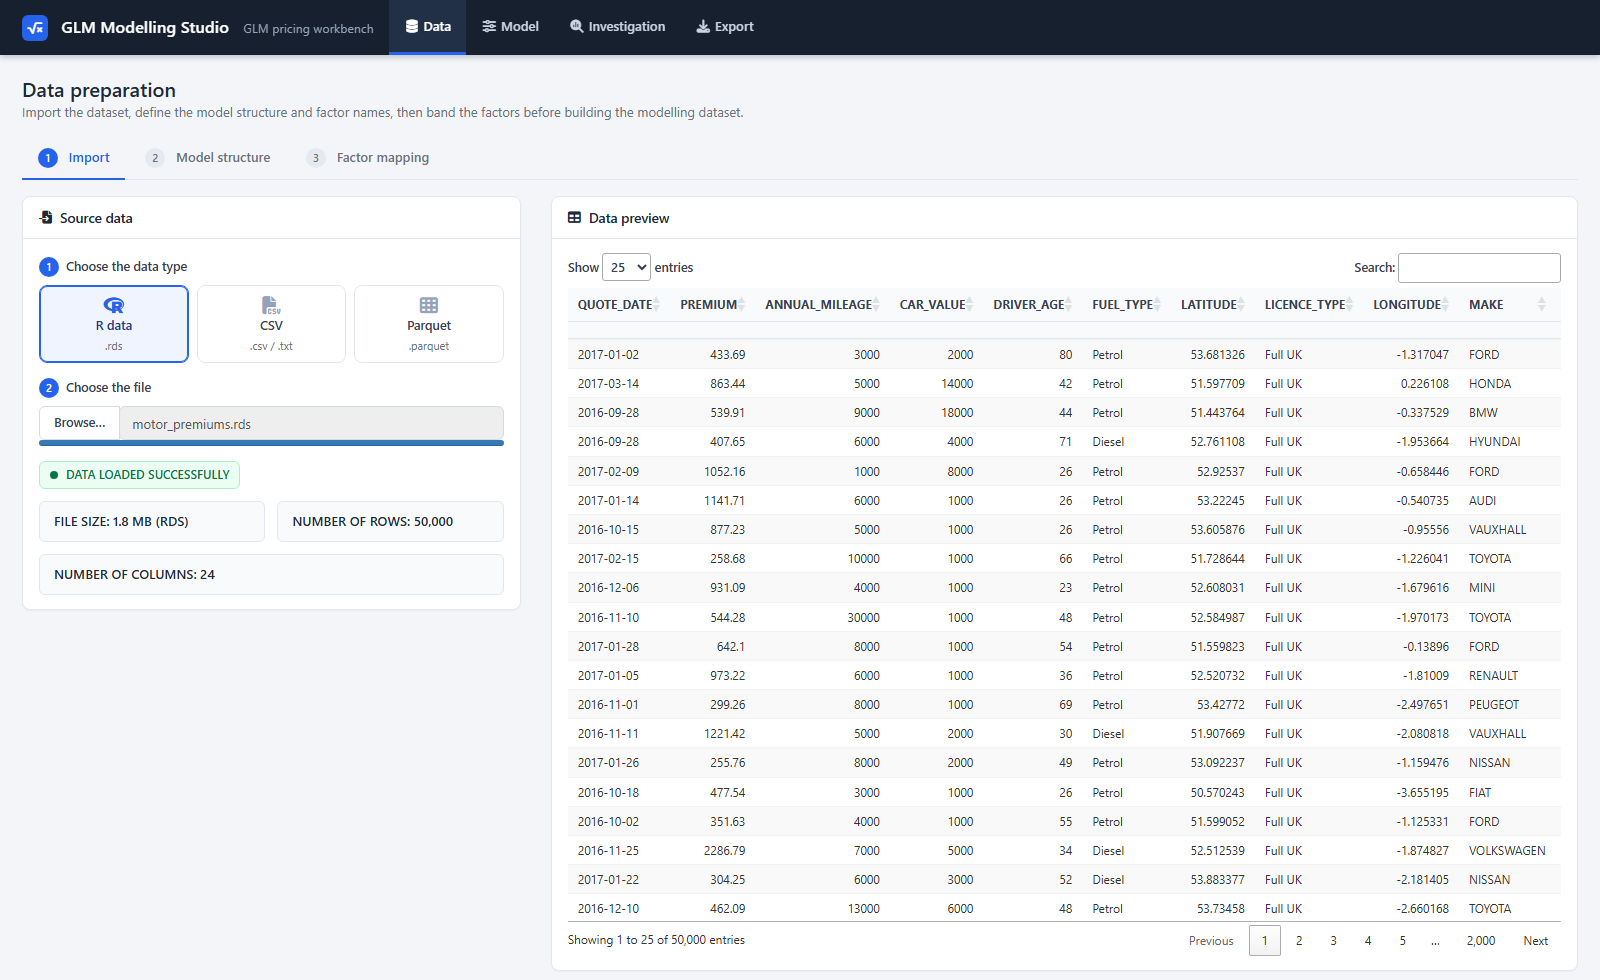 GLM Modelling Studio GLM pricing workbench Data Model Investigation Export
Data preparation
Import the dataset, define the model structure and factor names, then band the factors before building the modelling dataset.
1 Import 2 Model structure 3 Factor mapping
Source data
1 Choose the data type
R data
.rds
CSV
.csv / .txt
Parquet
.parquet
2 Choose the file
Browse... motor_premiums.rds
DATA LOADED SUCCESSFULLY
FILE SIZE: 1.8 MB (RDS) NUMBER OF ROWS: 50,000
NUMBER OF COLUMNS: 24
Data preview
Show 25 entries Search:
QUOTE_DATE PREMIUM ANNUAL_MILEAGE CAR_VALUE DRIVER_AGE FUEL_TYPE LATITUDE LICENCE_TYPE LONGITUDE MAKE
2017-01-02 433.69 3000 2000 80 Petrol 53.681326 Full UK -1.317047 FORD
2017-03-14 863.44 5000 14000 42 Petrol 51.597709 Full UK 0.226108 HONDA
2016-09-28 539.91 9000 18000 44 Petrol 51.443764 Full UK -0.337529 BMW
2016-09-28 407.65 6000 4000 71 Diesel 52.761108 Full UK -1.953664 HYUNDAI
2017-02-09 1052.16 1000 8000 26 Petrol 52.92537 Full UK -0.658446 FORD
2017-01-14 1141.71 6000 1000 26 Petrol 53.22245 Full UK -0.540735 AUDI
2016-10-15 877.23 5000 1000 26 Petrol 53.605876 Full UK -0.95556 VAUXHALL
2017-02-15 258.68 10000 1000 66 Petrol 51.728644 Full UK -1.226041 TOYOTA
2016-12-06 931.09 4000 1000 23 Petrol 52.608031 Full UK -1.679616 MINI
2016-11-10 544.28 30000 1000 48 Petrol 52.584987 Full UK -1.970173 TOYOTA
2017-01-28 642.1 8000 1000 54 Petrol 51.559823 Full UK -0.13896 FORD
2017-01-05 973.22 6000 1000 36 Petrol 52.520732 Full UK -1.81009 RENAULT
2016-11-01 299.26 8000 1000 69 Petrol 53.42772 Full UK -2.497651 PEUGEOT
2016-11-11 1221.42 5000 2000 30 Diesel 51.907669 Full UK -2.080818 VAUXHALL
2017-01-26 255.76 8000 2000 49 Petrol 53.092237 Full UK -1.159476 NISSAN
2016-10-18 477.54 3000 1000 26 Petrol 50.570243 Full UK -3.655195 FIAT
2016-10-02 351.63 4000 1000 55 Petrol 51.599052 Full UK -1.125331 FORD
2016-11-25 2286.79 7000 5000 34 Diesel 52.512539 Full UK -1.874827 VOLKSWAGEN
2017-01-22 304.25 6000 3000 52 Diesel 53.883377 Full UK -2.181405 NISSAN
2016-12-10 462.09 13000 6000 48 Petrol 53.73458 Full UK -2.660168 TOYOTA
Showing 1 to 25 of 50,000 entries Previous 1 2 3 4 5 ... 2,000 Next